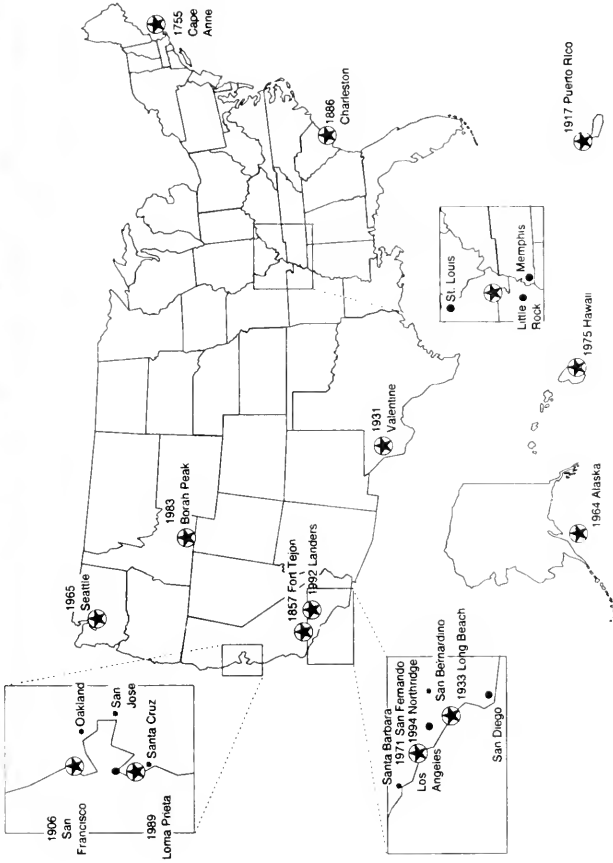 1755
Cape
Anne
1886
Charleston
1917 Puerto Rico
St. Louis
Memphis
Little
Rock
1975 Hawaii
1931
Valentine
1964 Alaska
1983
Borah Peak
1965
Seattle
1857 Fort Tejon
1992 Landers
Oakland
San
Jose
Santa Cruz
1906
San
Francisco
1989
Loma Prieta
Santa Barbara
1971 San Fernando
1994 Northridge
San Bernardino
Los
Angeles
1933 Long Beach
San Diego